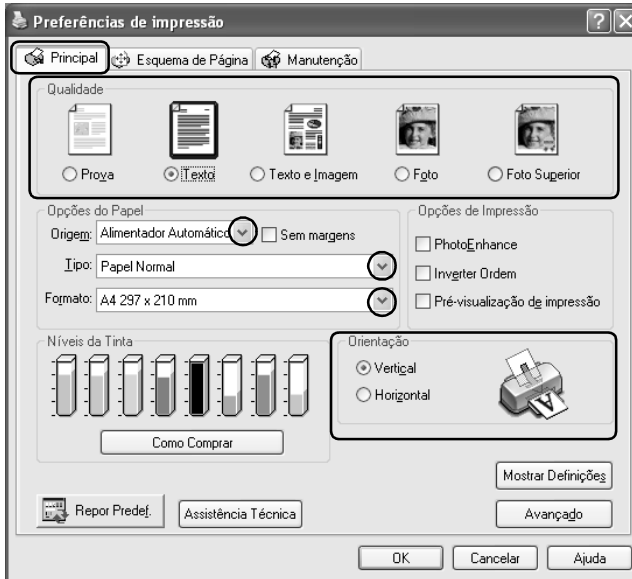 Preferências de impressão
Principal Esquema de Página Manutenção
Qualidade
Prova Texto Texto e Imagem Foto Foto Superior
Opções do Papel
Origem: Alimentador Automático Sem margens
Tipo: Papel Normal
Formato: A4 297 x 210 mm
Opções de Impressão
PhotoEnhance
Inverter Ordem
Pré-visualização de impressão
Níveis da Tinta
Como Comprar
Orientação
Vertical
Horizontal
A
Mostrar Definições
Repor Predef. Assistência Técnica Avançado
OK Cancelar Ajuda